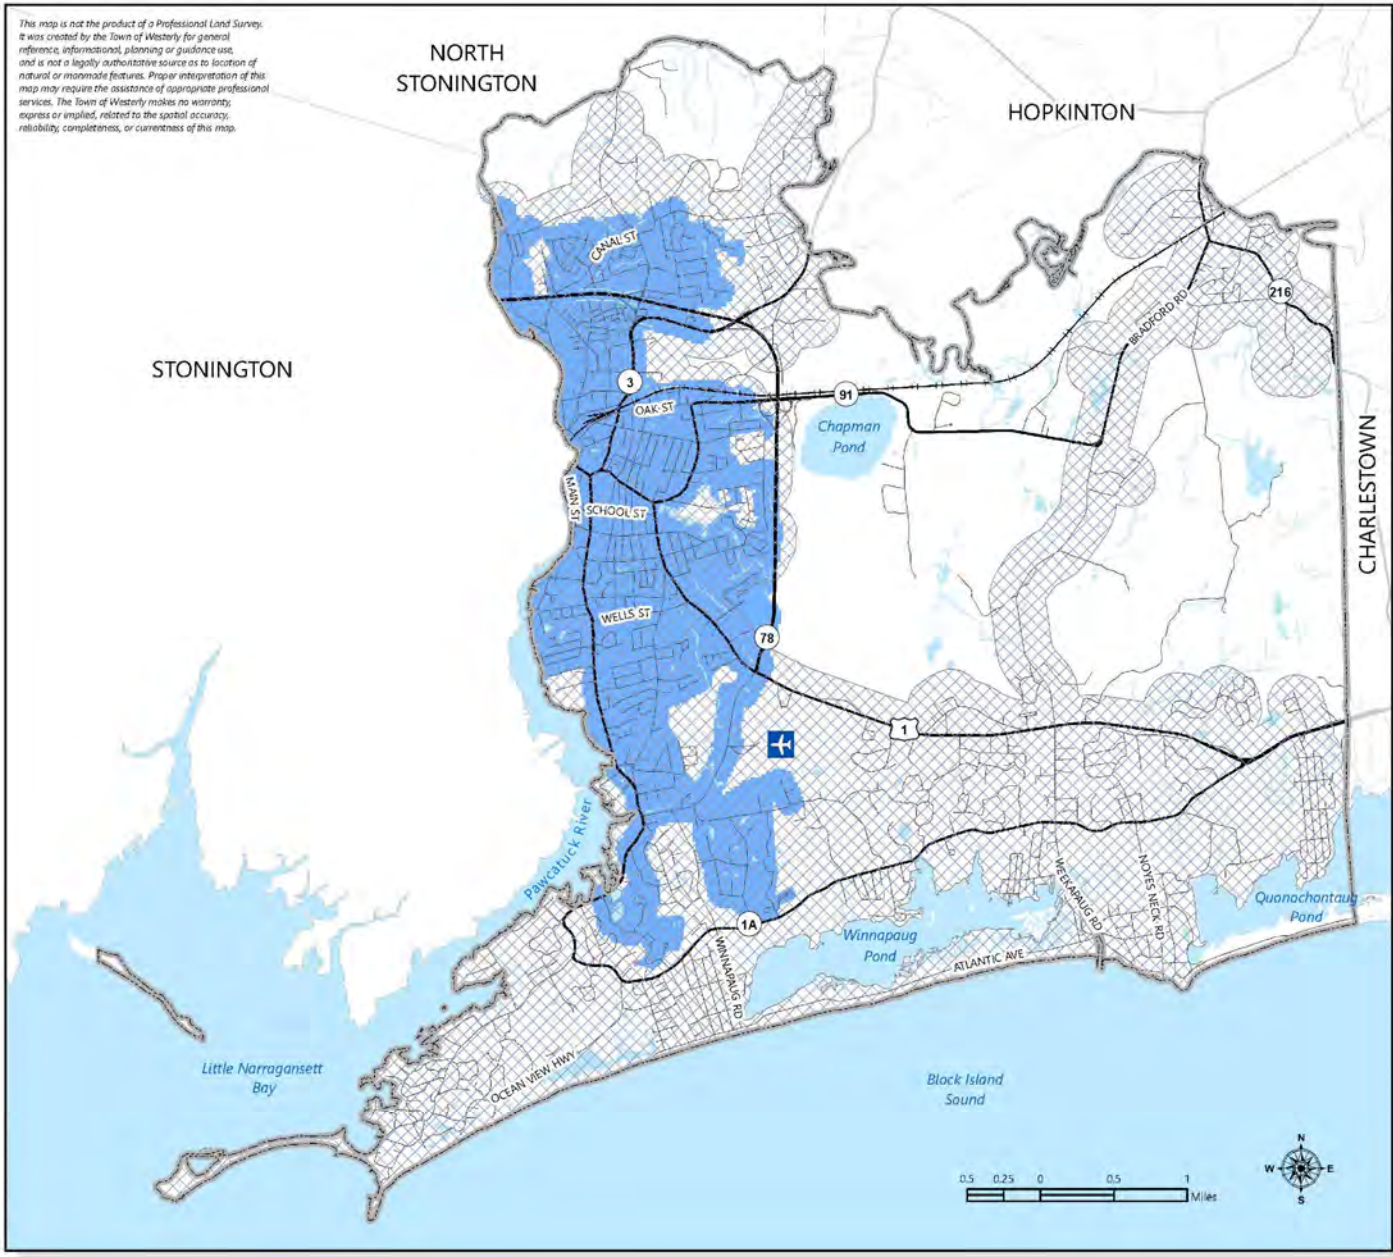 This map is not the product of a Professional Land Survey.
It was created by the Town of Westerly for general
reference, informational, planning or guidance use,
and is not a legally authoritative source as to location of
natural or manmade features. Proper interpretation of this
map may require the assistance of appropriate professional
services. The Town of Westerly makes no warranty,
express or implied, related to the spatial accuracy,
reliability, completeness, or currentness of this map.
NORTH
STONINGTON
HOPKINTON
CANAL ST
216
BRADFORD RD
STONINGTON
3
91
OAK ST
Chapman
Pond
CHARLESTOWN
MAIN ST
SCHOOL ST
WELLS ST
78
1
Pawcatuck River
WEEKAPAUG RD
NOYES NECK RD
Quonochontaug
Pond
1A
Winnapaug
Pond
WINNAPAUG RD
ATLANTIC AVE
OCEAN VIEW HWY
Little Narragansett
Bay
Block Island
Sound
N
W
E
S
0.5 0.25 0 0.5 1
Miles